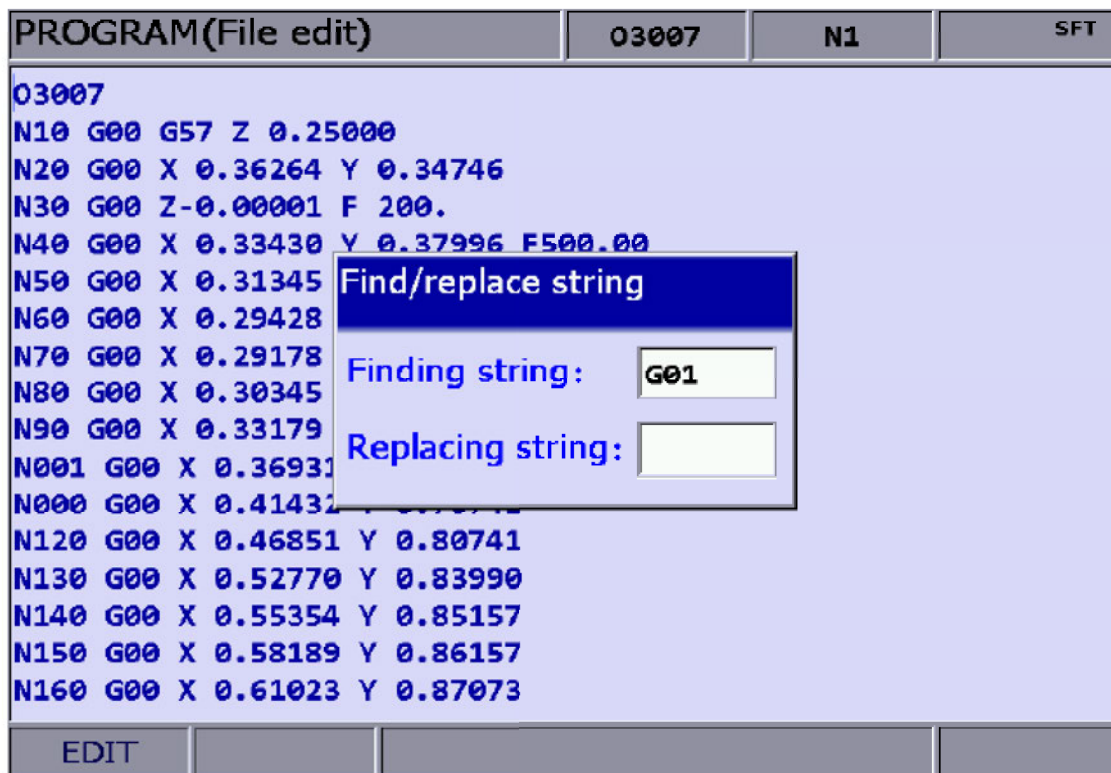 PROGRAM(File edit) O3007 N1 SFT
O3007
N10 G00 G57 Z 0.25000
N20 G00 X 0.36264 Y 0.34746
N30 G00 Z-0.00001 F 200.
N40 G00 X 0.33430 Y 0.37996 F500.00
N50 G00 X 0.31345
N60 G00 X 0.29428
N70 G00 X 0.29178
N80 G00 X 0.30345
N90 G00 X 0.33179
N001 G00 X 0.36931
N000 G00 X 0.41432
N120 G00 X 0.46851 Y 0.80741
N130 G00 X 0.52770 Y 0.83990
N140 G00 X 0.55354 Y 0.85157
N150 G00 X 0.58189 Y 0.86157
N160 G00 X 0.61023 Y 0.87073
Find/replace string
Finding string: G01
Replacing string:
EDIT